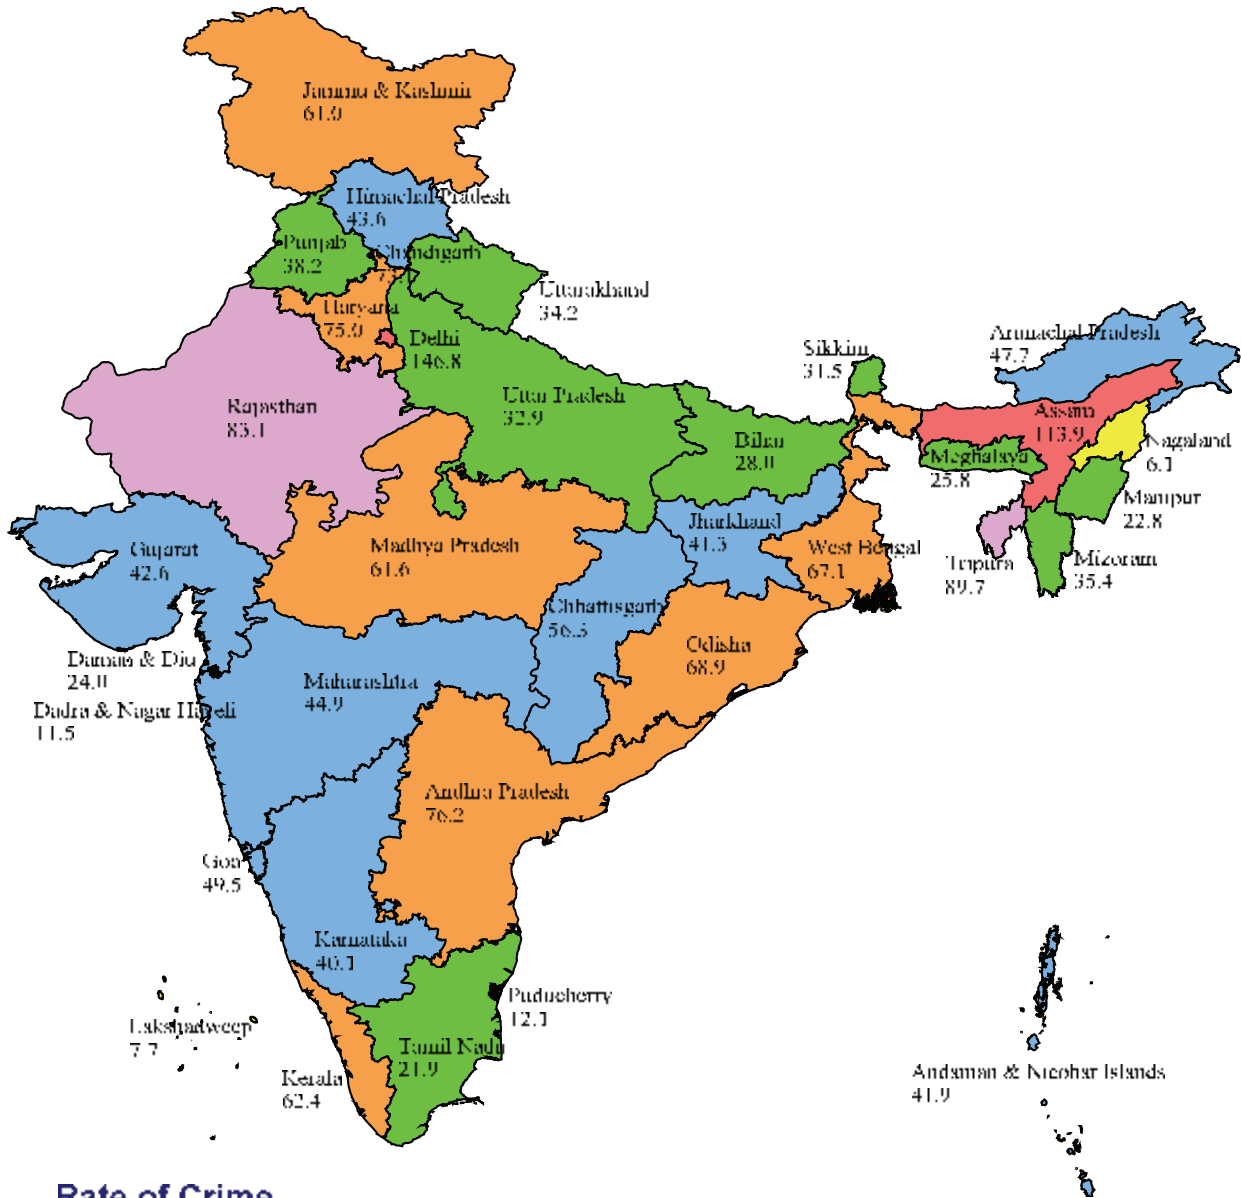 Jammu & Kashmir
61.0
Himachal Pradesh
43.6
Punjab
38.2
Chandigarh
Uttarakhand
34.2
Haryana
75.0
Delhi
146.8
Arunachal Pradesh
47.7
Sikkim
31.5
Uttar Pradesh
32.9
Rajasthan
83.1
Assam
113.9
Bihar
28.0
Nagaland
6.1
Meghalaya
25.8
Manipur
22.8
Jharkhand
41.3
Madhya Pradesh
61.6
Gujarat
42.6
West Bengal
67.1
Tripura
89.7
Mizoram
35.4
Chhattisgarh
56.3
Odisha
68.9
Daman & Diu
24.0
Maharashtra
44.9
Dadra & Nagar Haveli
11.5
Andhra Pradesh
76.2
Goa
49.5
Karnataka
40.1
Puducherry
12.1
Lakshadweep
7.7
Tamil Nadu
21.9
Kerala
62.4
Andaman & Nicobar Islands
41.9
Rate of Crime